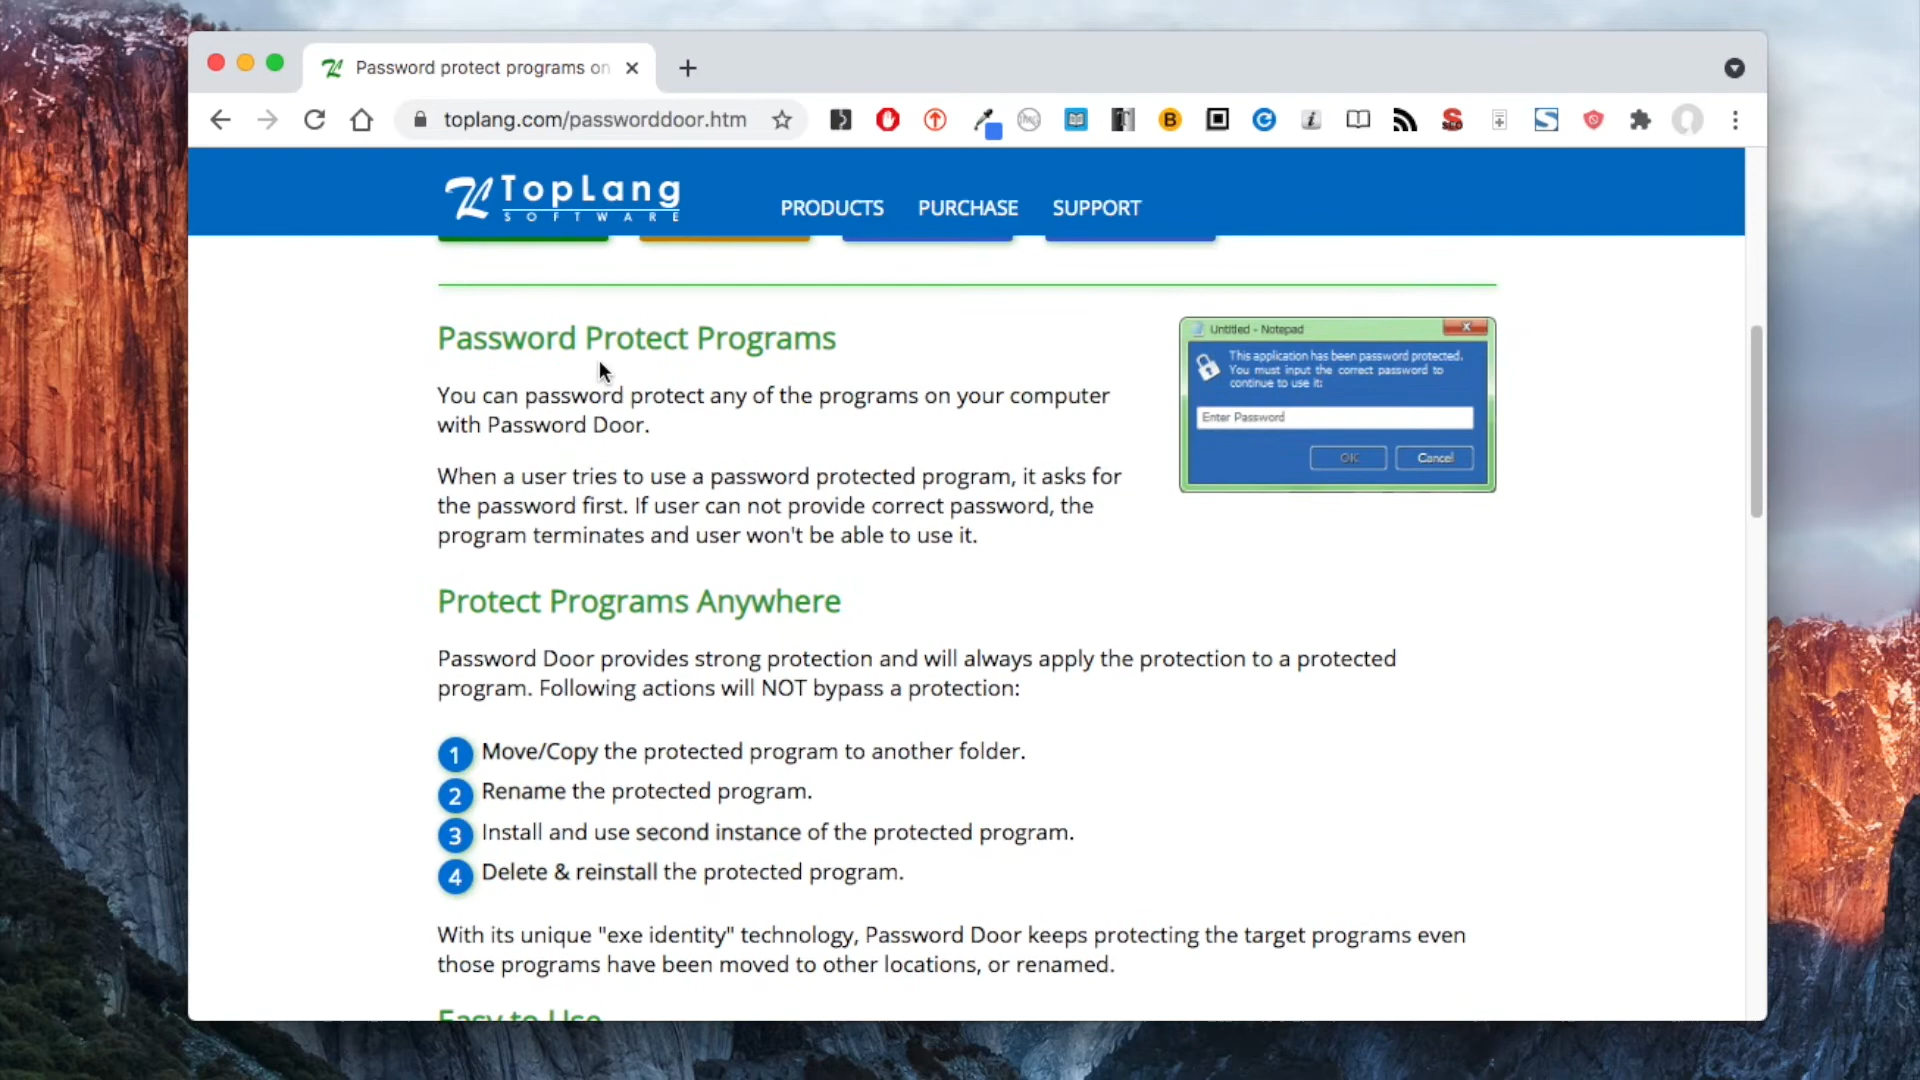 Password protect programs on
toplang.com/passworddoor.htm
TopLang
SOFTWARE
PRODUCTS
PURCHASE
SUPPORT
Password Protect Programs
You can password protect any of the programs on your computer
with Password Door.
When a user tries to use a password protected program, it asks for
the password first. If user can not provide correct password, the
program terminates and user won't be able to use it.
Untitled - Notepad
This application has been password protected.
You must input the correct password to
continue to use it:
Enter Password
OK
Cancel
Protect Programs Anywhere
Password Door provides strong protection and will always apply the protection to a protected
program. Following actions will NOT bypass a protection:
1 Move/Copy the protected program to another folder.
2 Rename the protected program.
3 Install and use second instance of the protected program.
4 Delete & reinstall the protected program.
With its unique "exe identity" technology, Password Door keeps protecting the target programs even
those programs have been moved to other locations, or renamed.
Easy to Use